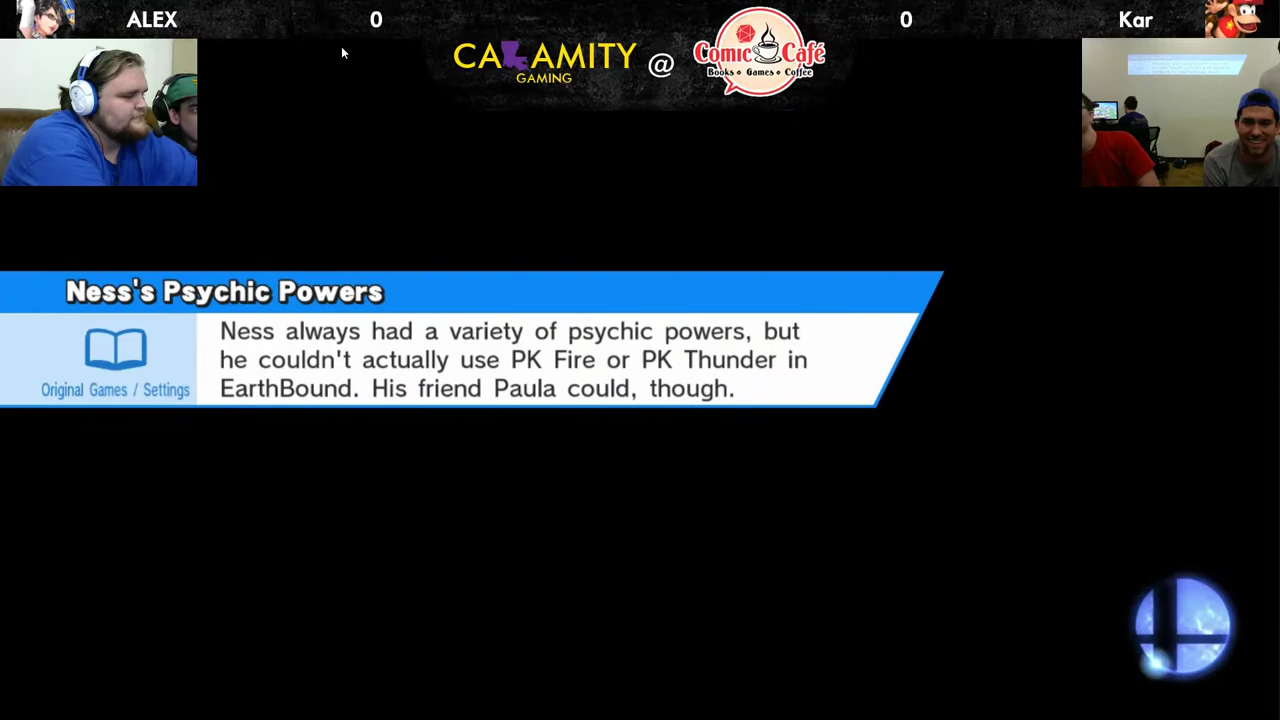 ALEX 0 0 Kar
CALAMITY GAMING @ Comic Café
Books Games Coffee
Ness's Psychic Powers
Ness always had a variety of psychic powers, but
he couldn't actually use PK Fire or PK Thunder in
EarthBound. His friend Paula could, though.
Original Games / Settings